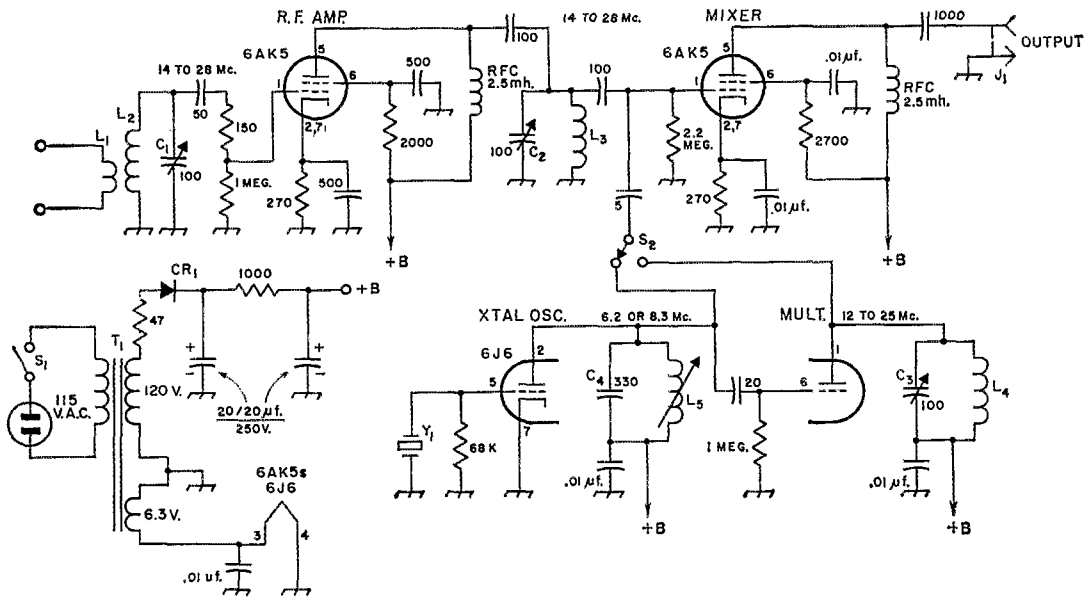 R.F. AMP.
14 TO 28 Mc.
MIXER
1000
OUTPUT
J1
5
100
5
6AK5
6AK5
1
6
500
RFC
2.5mh.
100
1
6
.01µf.
RFC
2.5mh.
14 TO 28 Mc.
50
L1
L2
C1
100
150
1 MEG.
2,7
270
500
2000
100
C2
L3
2.2
MEG.
2,7
270
.01µf.
2700
5
S2
+B
+B
CR1
1000
+B
47
T1
S1
115
V.A.C.
120 V.
20/20µf.
250V.
+
+
6.3 V.
6AK5s
6J6
3
4
.01µf.
XTAL OSC.
6.2 OR 8.3 Mc.
MULT.
12 TO 25 Mc.
6J6
2
5
7
Y1
68K
C4
330
L5
.01µf.
+B
20
6
1
1 MEG.
C3
100
L4
.01µf.
+B